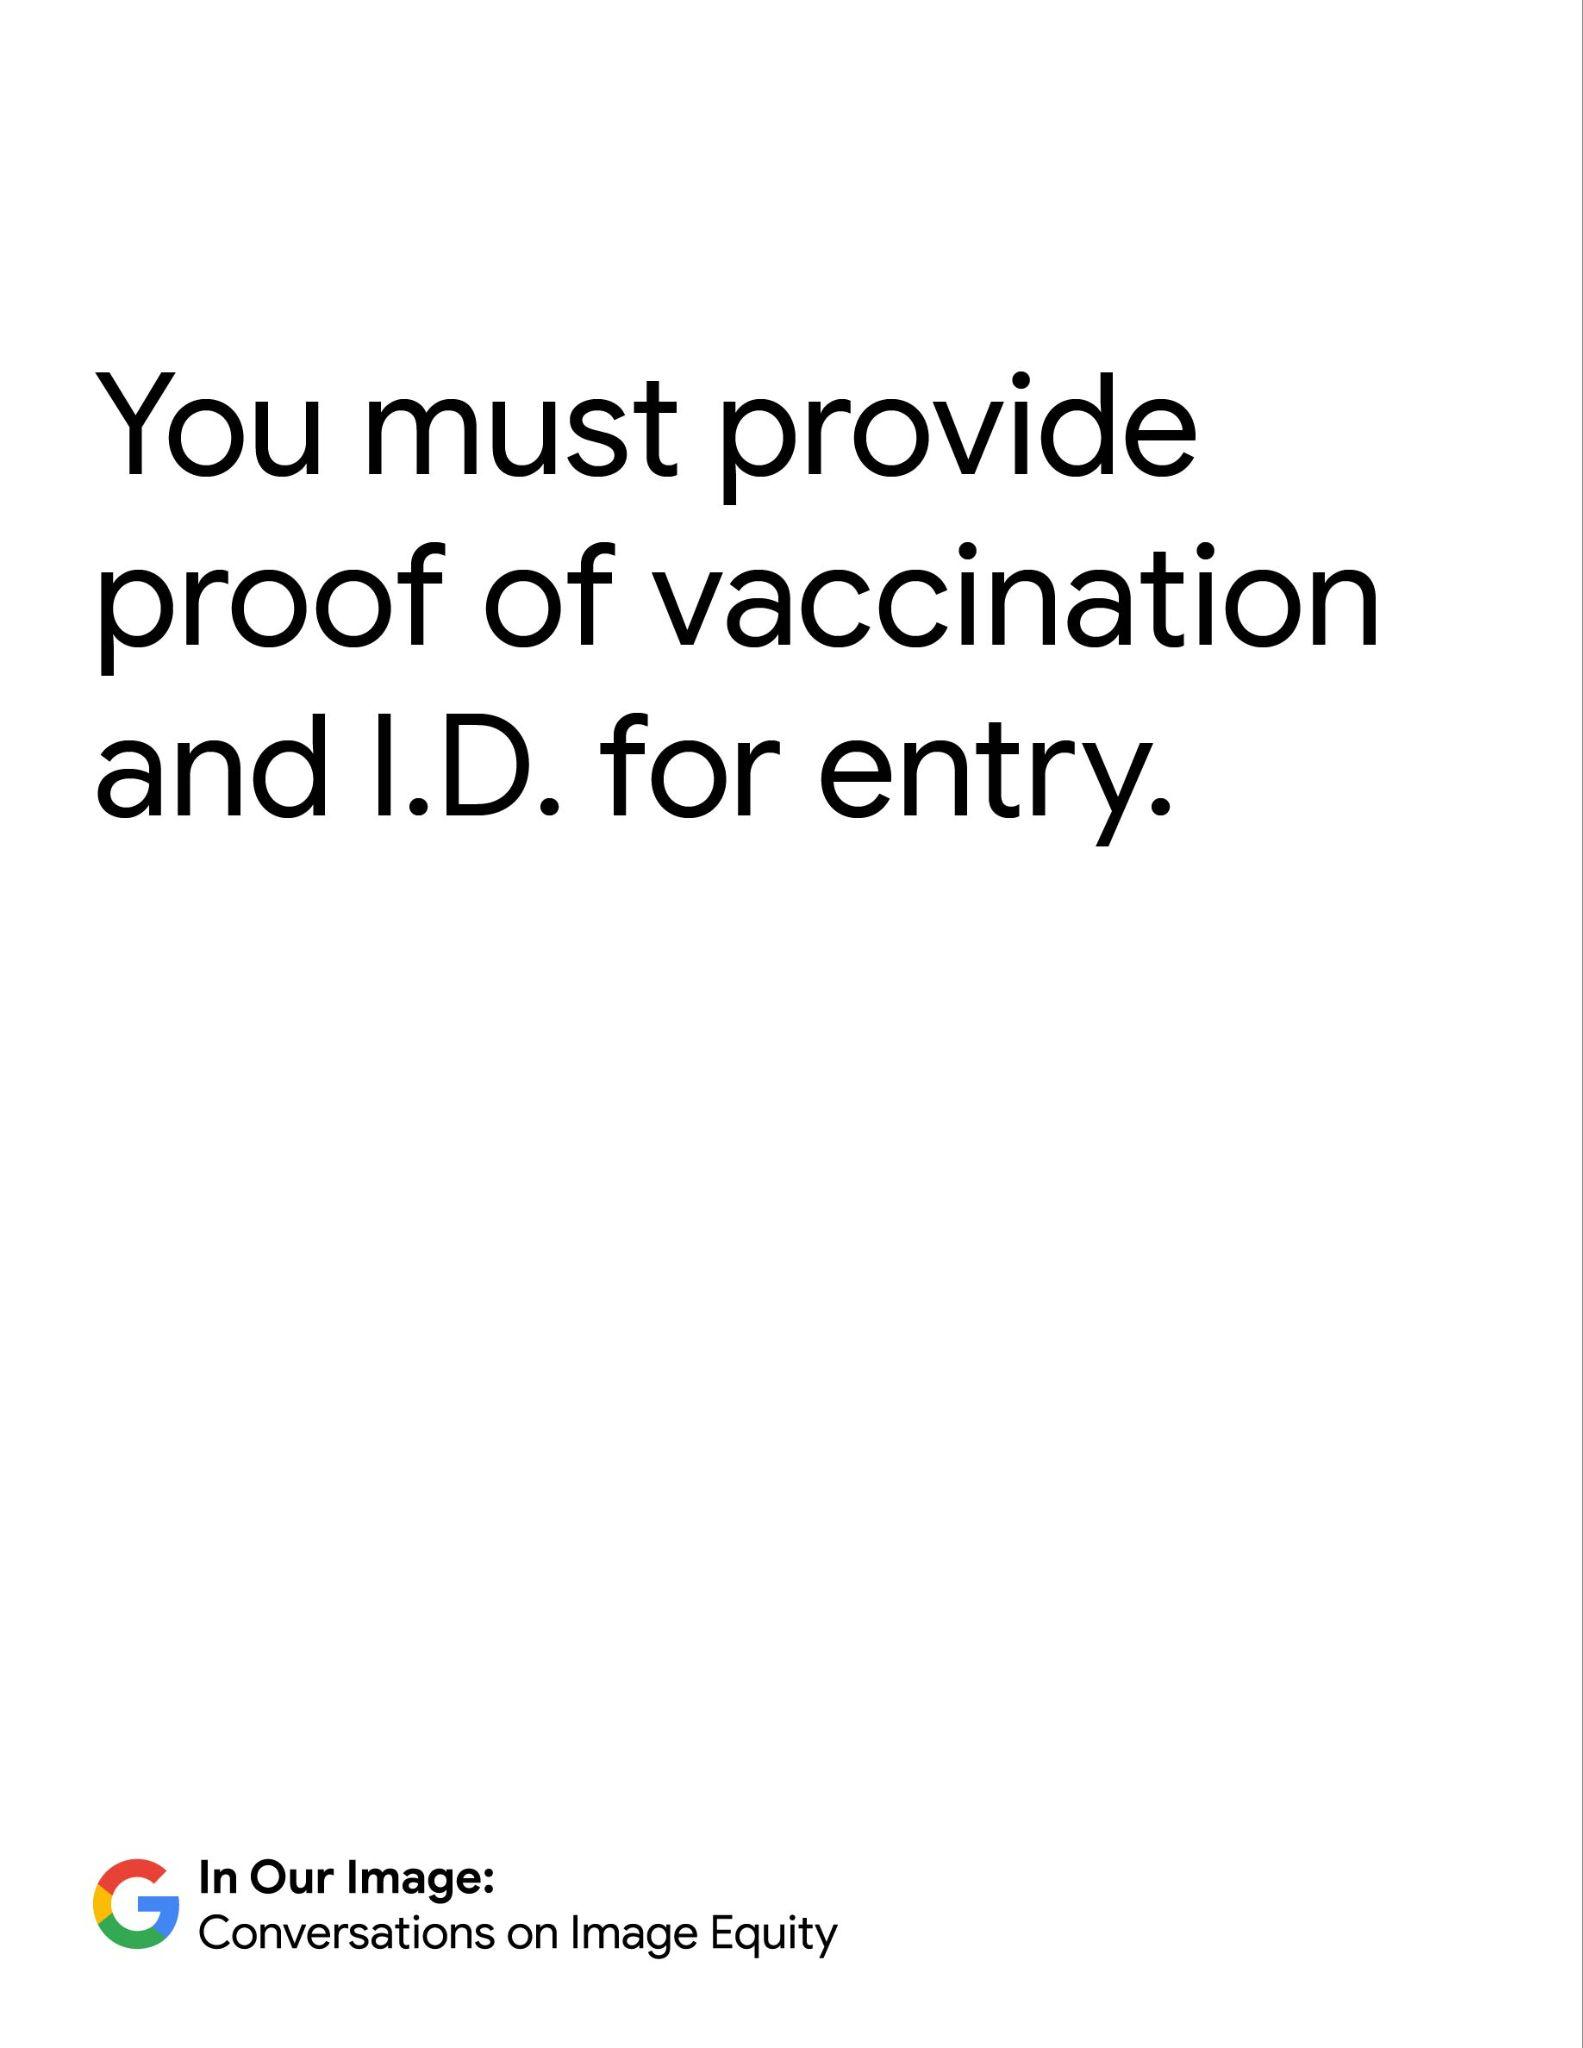 You must provide
proof of vaccination
and I.D. for entry.
In Our Image:
Conversations on Image Equity